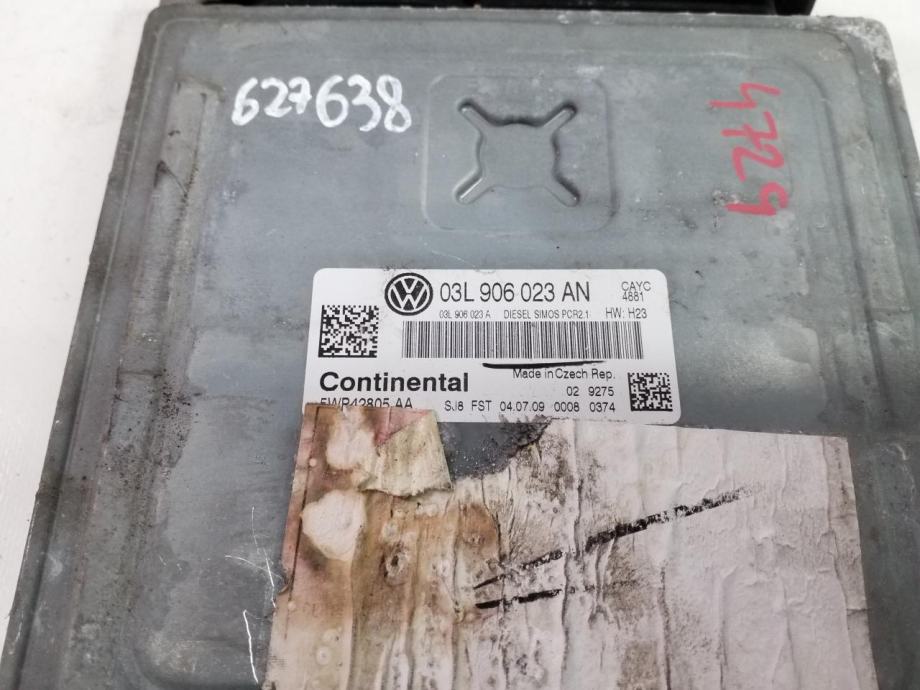 627638
4729
03L 906 023 AN
CAYC
4881
03L 906 023 A DIESEL SIMOS PCR2.1 HW: H23
Made in Czech Rep.
Continental
02 9275
5WP42805 AA SJ8 FST 04.07.09 0008 0374